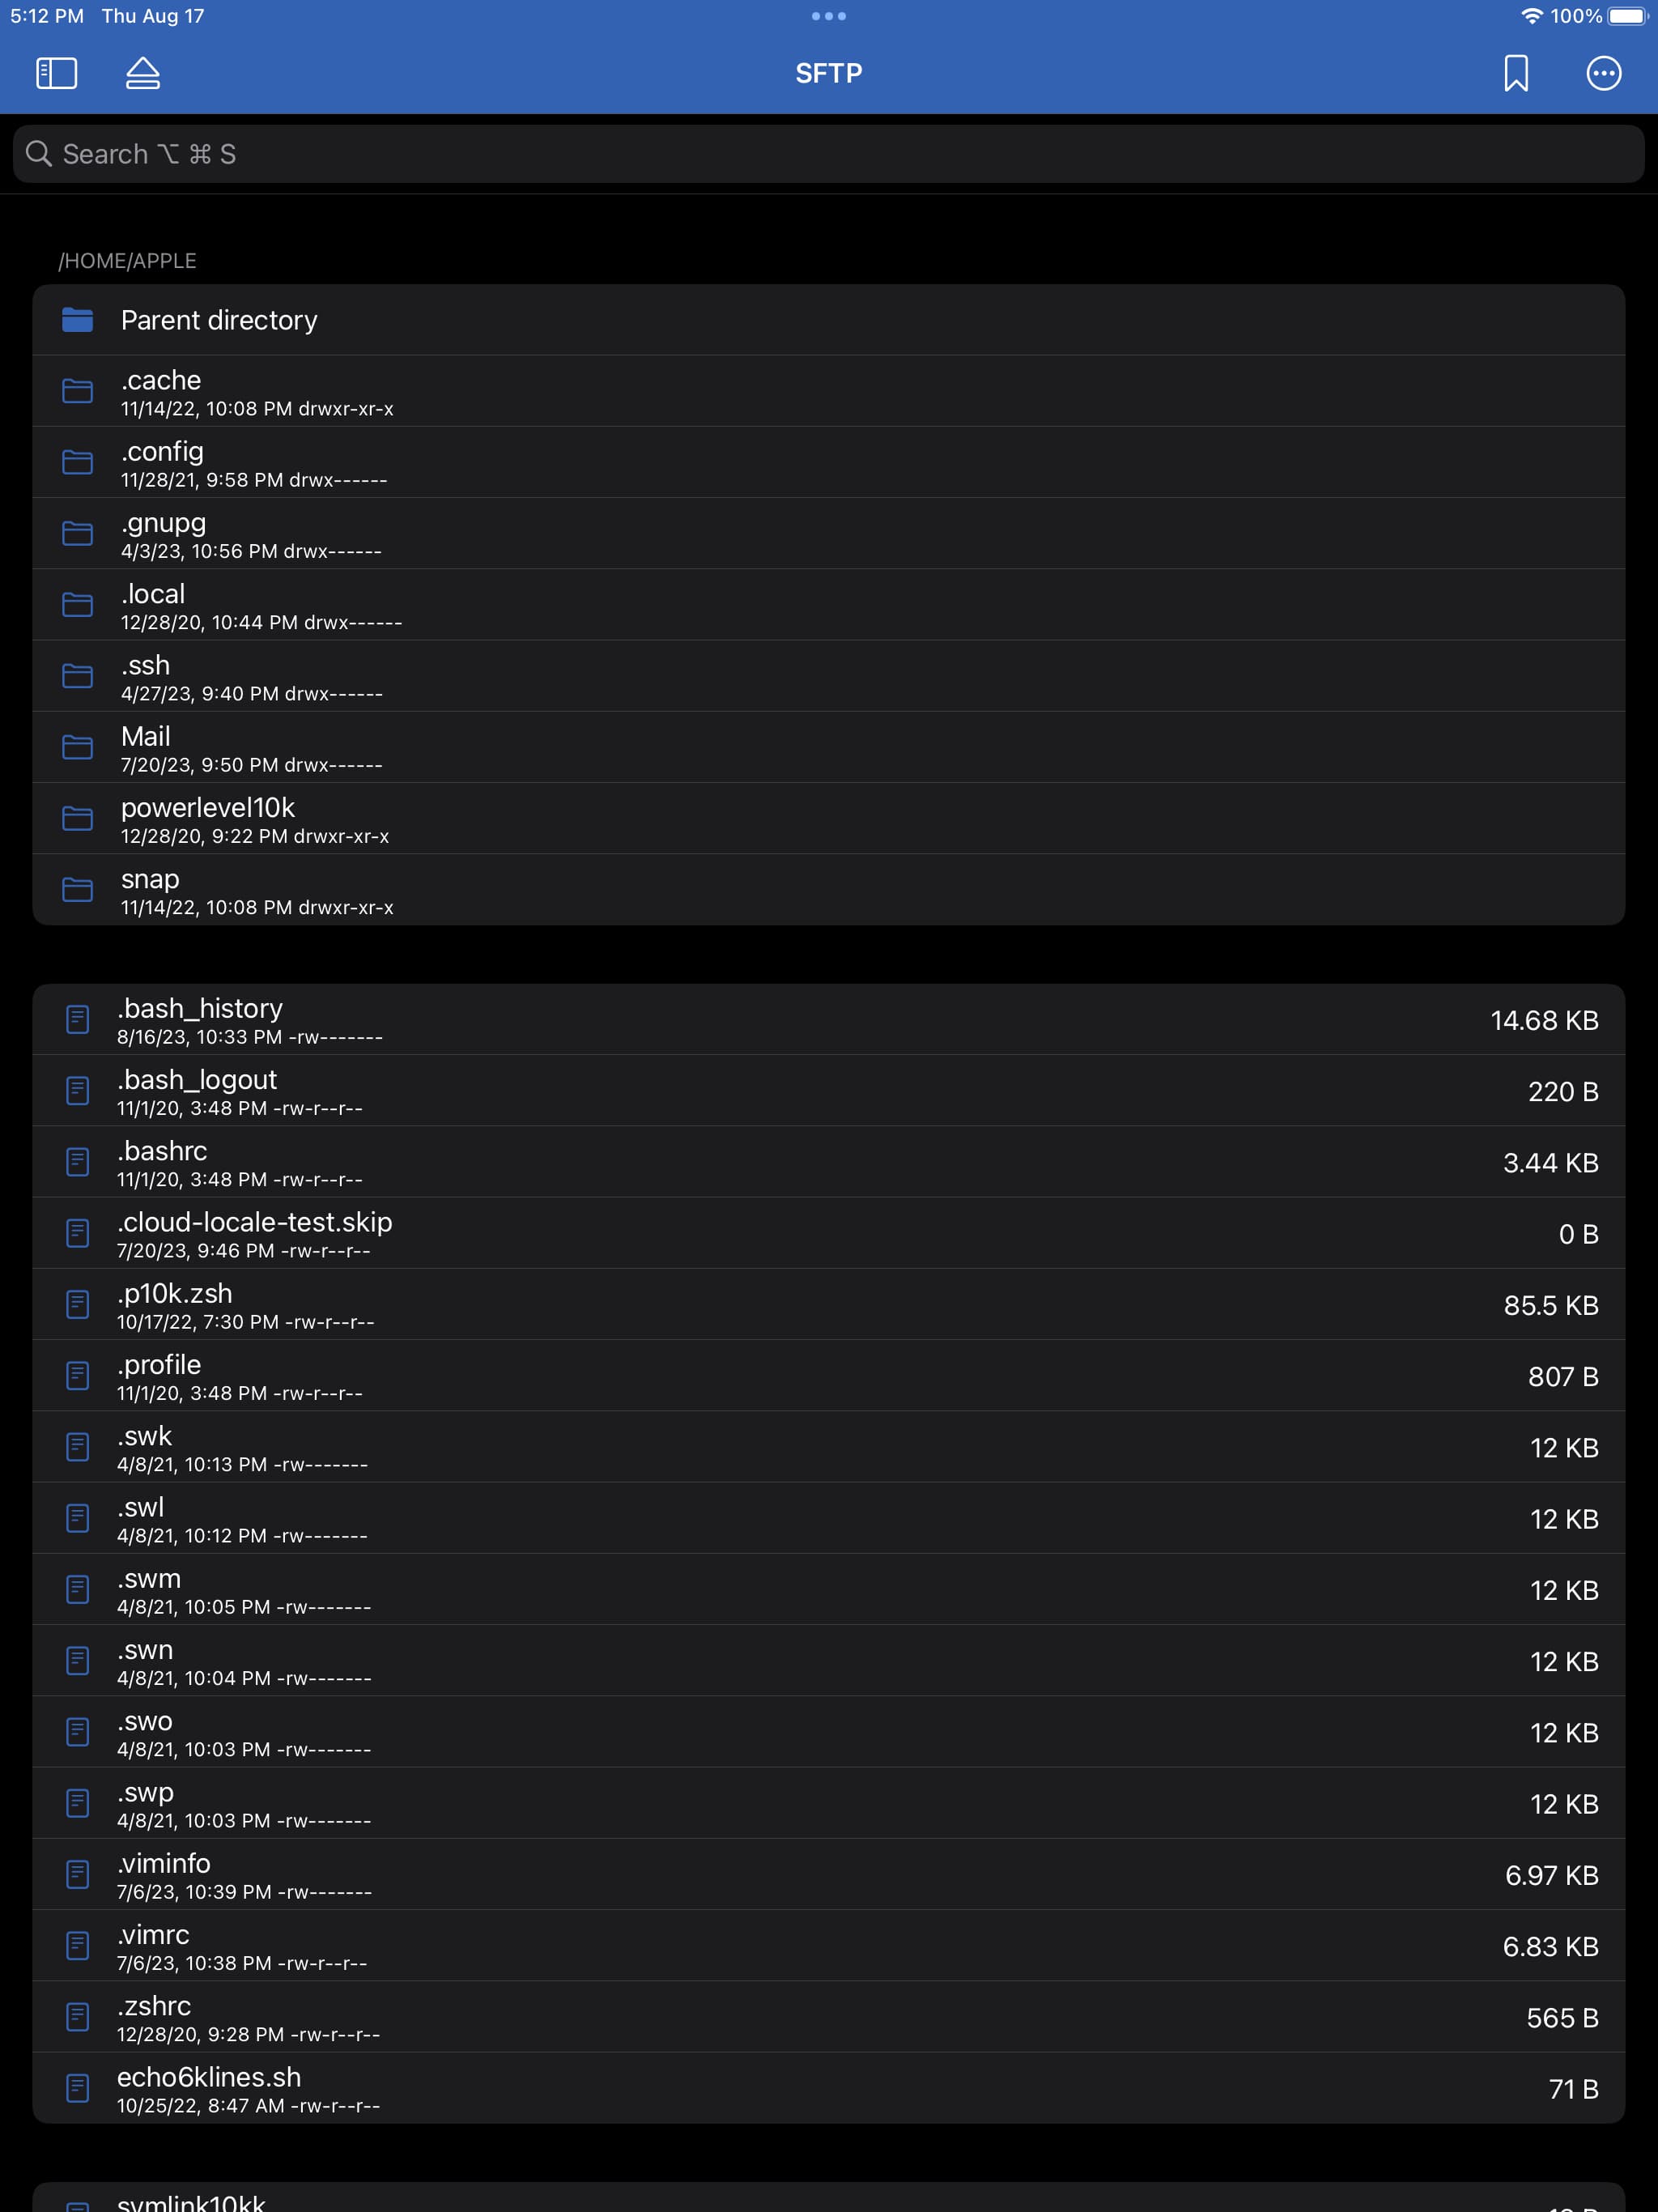 5:12 PM Thu Aug 17 100%
SFTP
Search ⌥ ⌘ S
/HOME/APPLE
Parent directory
.cache
11/14/22, 10:08 PM drwxr-xr-x
.config
11/28/21, 9:58 PM drwx------
.gnupg
4/3/23, 10:56 PM drwx------
.local
12/28/20, 10:44 PM drwx------
.ssh
4/27/23, 9:40 PM drwx------
Mail
7/20/23, 9:50 PM drwx------
powerlevel10k
12/28/20, 9:22 PM drwxr-xr-x
snap
11/14/22, 10:08 PM drwxr-xr-x
.bash_history 14.68 KB
8/16/23, 10:33 PM -rw-------
.bash_logout 220 B
11/1/20, 3:48 PM -rw-r--r--
.bashrc 3.44 KB
11/1/20, 3:48 PM -rw-r--r--
.cloud-locale-test.skip 0 B
7/20/23, 9:46 PM -rw-r--r--
.p10k.zsh 85.5 KB
10/17/22, 7:30 PM -rw-r--r--
.profile 807 B
11/1/20, 3:48 PM -rw-r--r--
.swk 12 KB
4/8/21, 10:13 PM -rw-------
.swl 12 KB
4/8/21, 10:12 PM -rw-------
.swm 12 KB
4/8/21, 10:05 PM -rw-------
.swn 12 KB
4/8/21, 10:04 PM -rw-------
.swo 12 KB
4/8/21, 10:03 PM -rw-------
.swp 12 KB
4/8/21, 10:03 PM -rw-------
.viminfo 6.97 KB
7/6/23, 10:39 PM -rw-------
.vimrc 6.83 KB
7/6/23, 10:38 PM -rw-r--r--
.zshrc 565 B
12/28/20, 9:28 PM -rw-r--r--
echo6klines.sh 71 B
10/25/22, 8:47 AM -rw-r--r--
symlink10kk